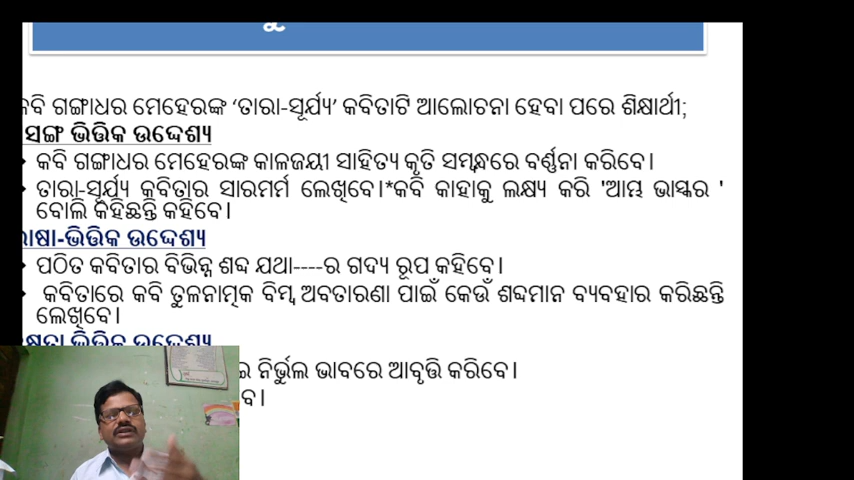 କବି ଗଙ୍ଗାଧର ମେହେରଙ୍କ ‘ତାରା-ସୂର୍ଯ୍ୟ’ କବିତାଟି ଆଲୋଚନା ହେବା ପରେ ଶିକ୍ଷାର୍ଥୀ;
ସଙ୍ଗ ଭିତ୍ତିକ ଉଦ୍ଦେଶ୍ୟ
କବି ଗଙ୍ଗାଧର ମେହେରଙ୍କ କାଳଜୟୀ ସାହିତ୍ୟ କୃତି ସମ୍ବନ୍ଧରେ ବର୍ଣ୍ଣନା କରିବେ।
ତାରା-ସୂର୍ଯ୍ୟ କବିତାର ସାରମର୍ମ ଲେଖିବେ।*କବି କାହାକୁ ଲକ୍ଷ୍ୟ କରି 'ଆମ୍ଭ ଭାସ୍କର '
ବୋଲି କହିଛନ୍ତି କହିବେ।
ଭାଷା-ଭିତ୍ତିକ ଉଦ୍ଦେଶ୍ୟ
ପଠିତ କବିତାର ବିଭିନ୍ନ ଶବ୍ଦ ଯଥା----ର ଗଦ୍ୟ ରୂପ କହିବେ।
କବିତାରେ କବି ତୁଳନାତ୍ମକ ବିମ୍ବ ଅବତାରଣା ପାଇଁ କେଉଁ ଶବ୍ଦମାନ ବ୍ୟବହାର କରିଛନ୍ତି
ଲେଖିବେ।
ଭିତ୍ତିକ ଉଦ୍ଦେଶ୍ୟ
ନିର୍ଭୁଲ ଭାବରେ ଆବୃତ୍ତି କରିବେ।
ବେ।